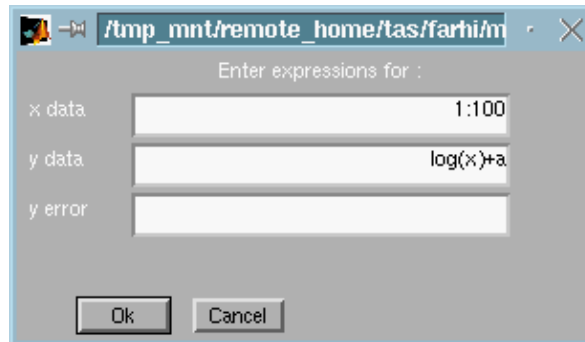 /tmp_mnt/remote_home/tas/farhi/m
Enter expressions for :
x data 1:100
y data log(x)+a
y error
Ok Cancel